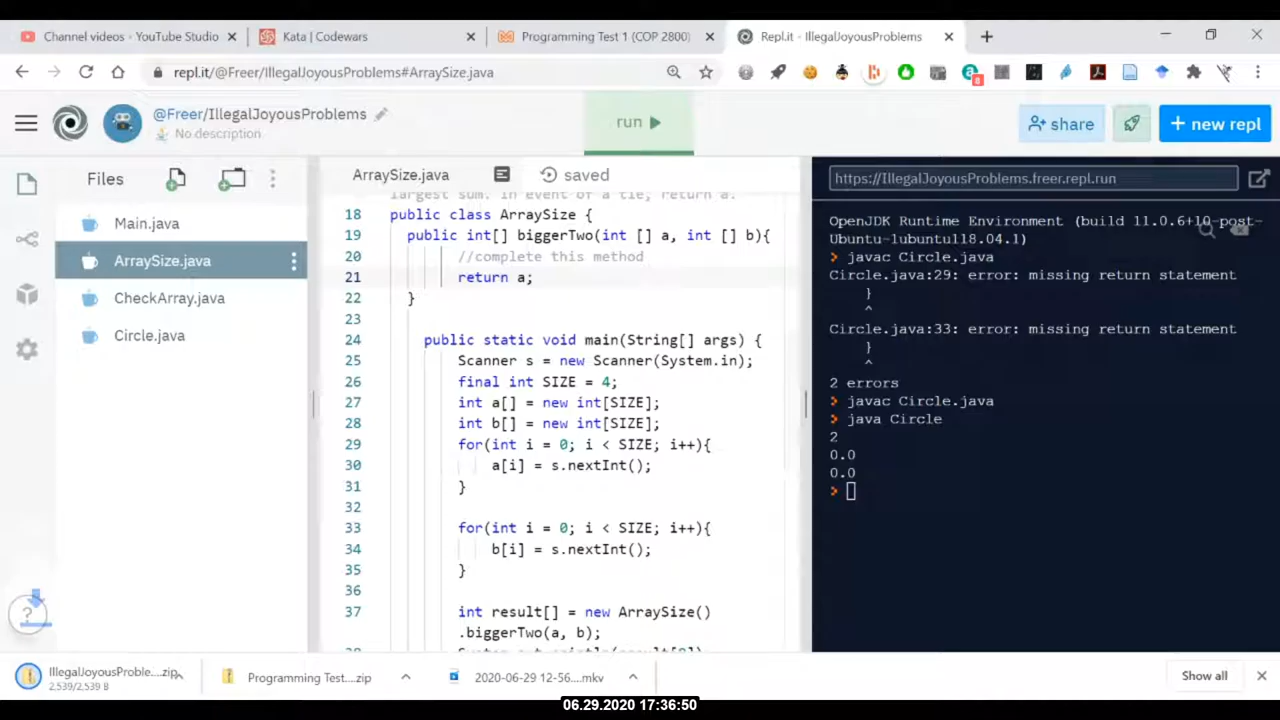 Channel videos - YouTube Studio
Kata | Codewars
Programming Test 1 (COP 2800)
Repl.it - IllegalJoyousProblems
repl.it/@Freer/IllegalJoyousProblems#ArraySize.java
@Freer/IllegalJoyousProblems
No description
run
share
+ new repl
Files
Main.java
ArraySize.java
CheckArray.java
Circle.java
ArraySize.java
saved
largest sum. In event of a tie, return a.
18 public class ArraySize {
19 public int[] biggerTwo(int [] a, int [] b){
20 //complete this method
21 return a;
22 }
23
24 public static void main(String[] args) {
25 Scanner s = new Scanner(System.in);
26 final int SIZE = 4;
27 int a[] = new int[SIZE];
28 int b[] = new int[SIZE];
29 for(int i = 0; i < SIZE; i++){
30 a[i] = s.nextInt();
31 }
32
33 for(int i = 0; i < SIZE; i++){
34 b[i] = s.nextInt();
35 }
36
37 int result[] = new ArraySize()
.biggerTwo(a, b);
https://IllegalJoyousProblems.freer.repl.run
OpenJDK Runtime Environment (build 11.0.6+10-post-
Ubuntu-1ubuntu118.04.1)
> javac Circle.java
Circle.java:29: error: missing return statement
}
^
Circle.java:33: error: missing return statement
}
^
2 errors
> javac Circle.java
> java Circle
2
0.0
0.0
>
?
IllegalJoyousProble....zip
2,539/2,539 B
Programming Test....zip
2020-06-29 12-56....mkv
Show all
06.29.2020 17:36:50